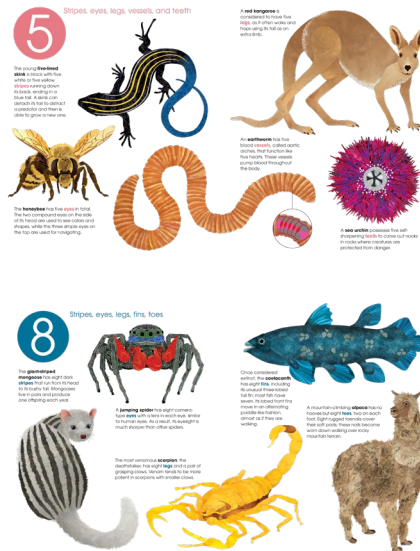 5
Stripes, eyes, legs, vessels, and teeth
The young five-lined
skink is black with five
white or five yellow
stripes running down
its back, ending in a
blue tail. A skink can
detach its tail to distract
a predator and then is
able to grow a new one.
A red kangaroo is
considered to have five
legs, as it often walks and
hops using its tail as an
extra limb.
An earthworm has five
blood vessels, called aortic
arches, that function like
five hearts. These vessels
pump blood throughout
the body.
The honeybee has five eyes in total.
The two compound eyes on the side
of its head are used to see colors and
shapes, while the three simple eyes on
the top are used for navigating.
A sea urchin possesses five self-
sharpening teeth to carve out nooks
in rocks where creatures are
protected from danger.
8
Stripes, eyes, legs, fins, toes
The giant-striped
mongoose has eight dark
stripes that run from its head
to its bushy tail. Mongooses
live in pairs and produce
one offspring each year.
A jumping spider has eight camera-
type eyes with a lens in each eye, similar
to human eyes. As a result, its eyesight is
much sharper than other spiders.
Once considered
extinct, the coelacanth
has eight fins, including
its unusual three-lobed
tail fin; most fish have
seven. Its lobed front fins
move in an alternating
paddle-like fashion,
almost as if they are
walking.
A mountain-climbing alpaca has no
hooves but eight toes, two on each
foot. Eight rugged toenails cover
their soft pads; these nails become
worn down walking over rocky
mountain terrain.
The most venomous scorpion, the
deathstalker, has eight legs and a pair of
grasping claws. Venom tends to be more
potent in scorpions with smaller claws.